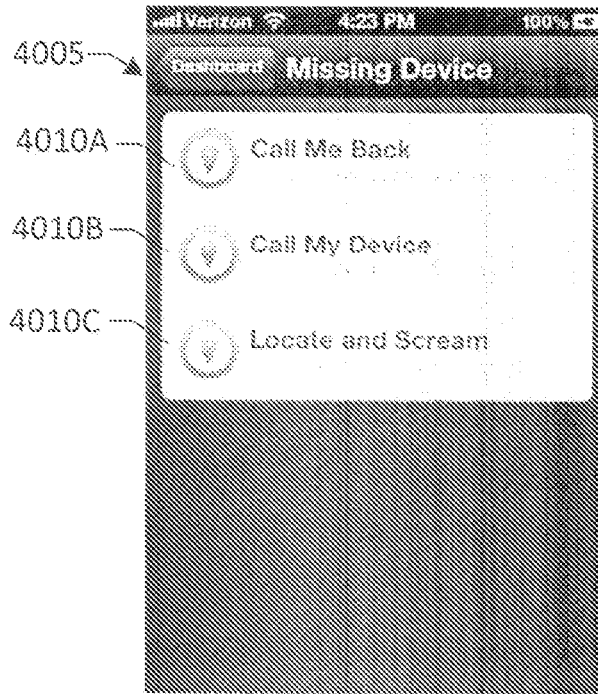 Verizon 4:23 PM 100%
4005
Dashboard Missing Device
4010A Call Me Back
4010B Call My Device
4010C Locate and Scream